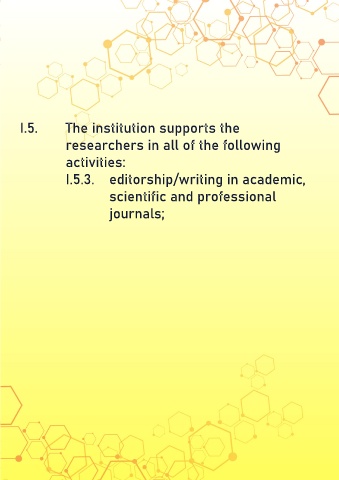 I.5. The institution supports the
researchers in all of the following
activities:
I.5.3. editorship/writing in academic,
scientific and professional
journals;